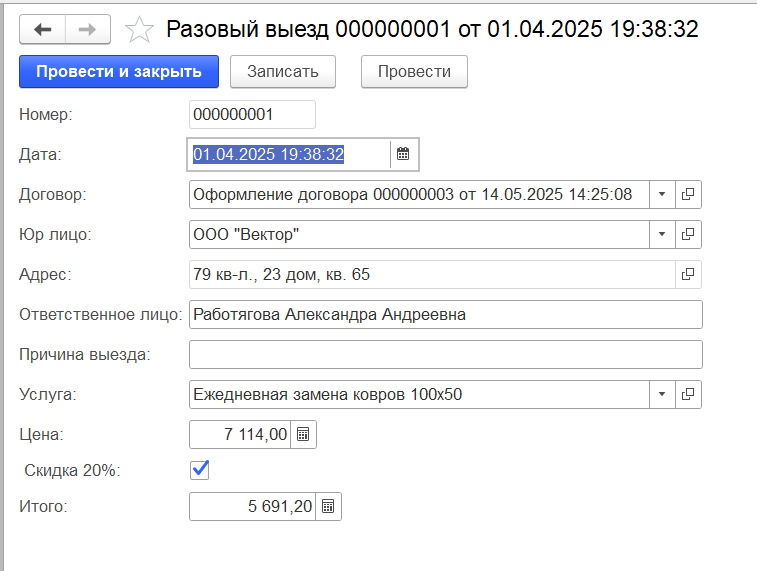 Разовый выезд 000000001 от 01.04.2025 19:38:32
Провести и закрыть Записать Провести
Номер: 000000001
Дата: 01.04.2025 19:38:32
Договор: Оформление договора 000000003 от 14.05.2025 14:25:08
Юр лицо: ООО "Вектор"
Адрес: 79 кв-л., 23 дом, кв. 65
Ответственное лицо: Работягова Александра Андреевна
Причина выезда:
Услуга: Ежедневная замена ковров 100x50
Цена: 7 114,00
Скидка 20%:
Итого: 5 691,20